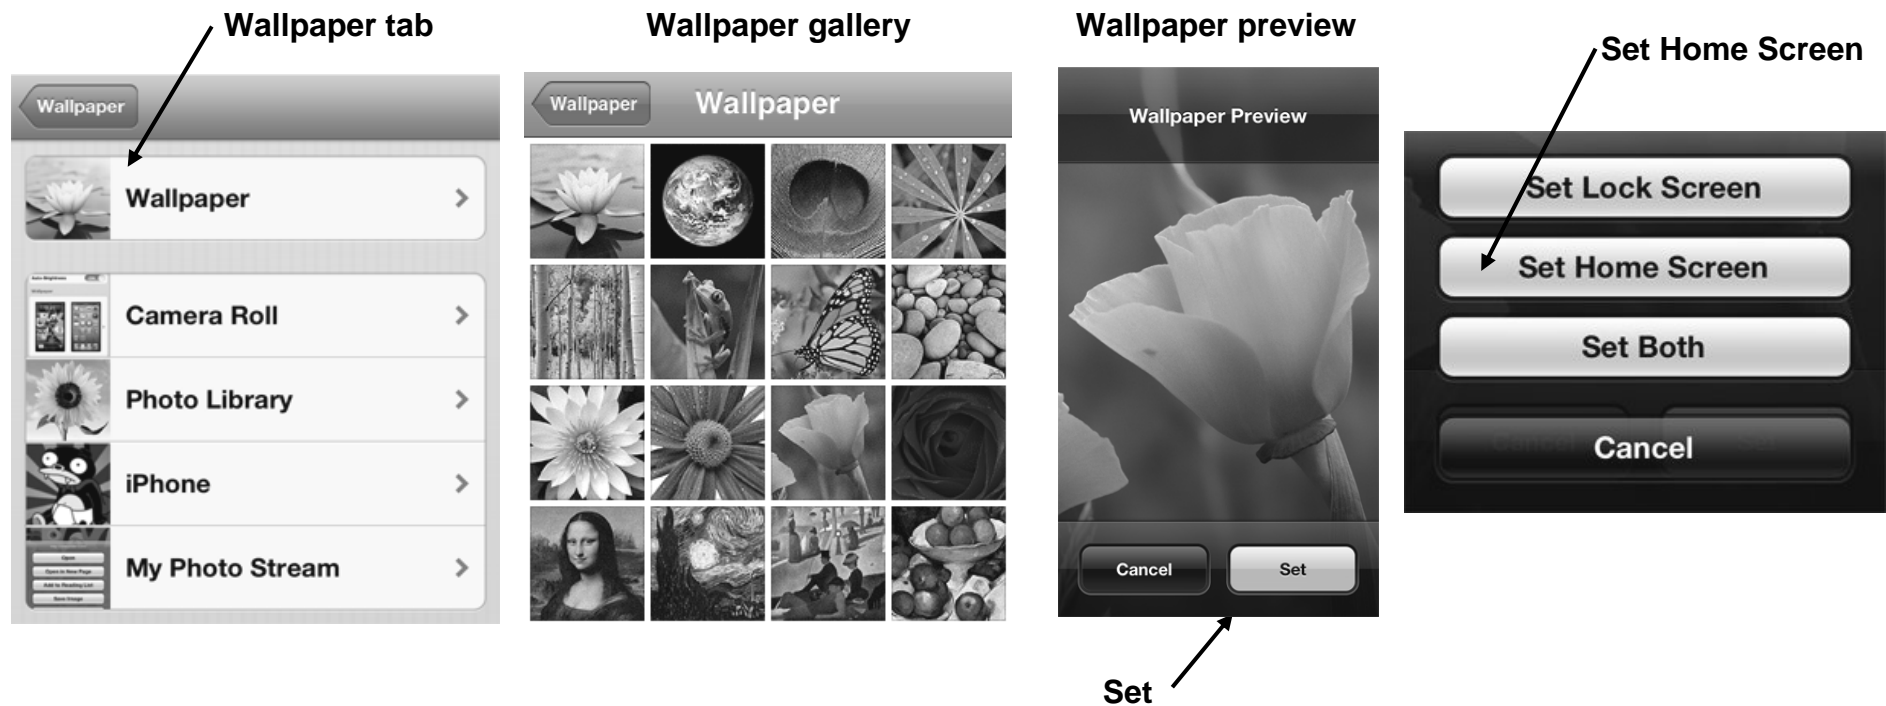 Wallpaper tab
Wallpaper gallery
Wallpaper preview
Set Home Screen
Wallpaper
Wallpaper
Camera Roll
Photo Library
iPhone
My Photo Stream
Wallpaper
Wallpaper
Wallpaper Preview
Cancel
Set
Set Lock Screen
Set Home Screen
Set Both
Cancel
Set